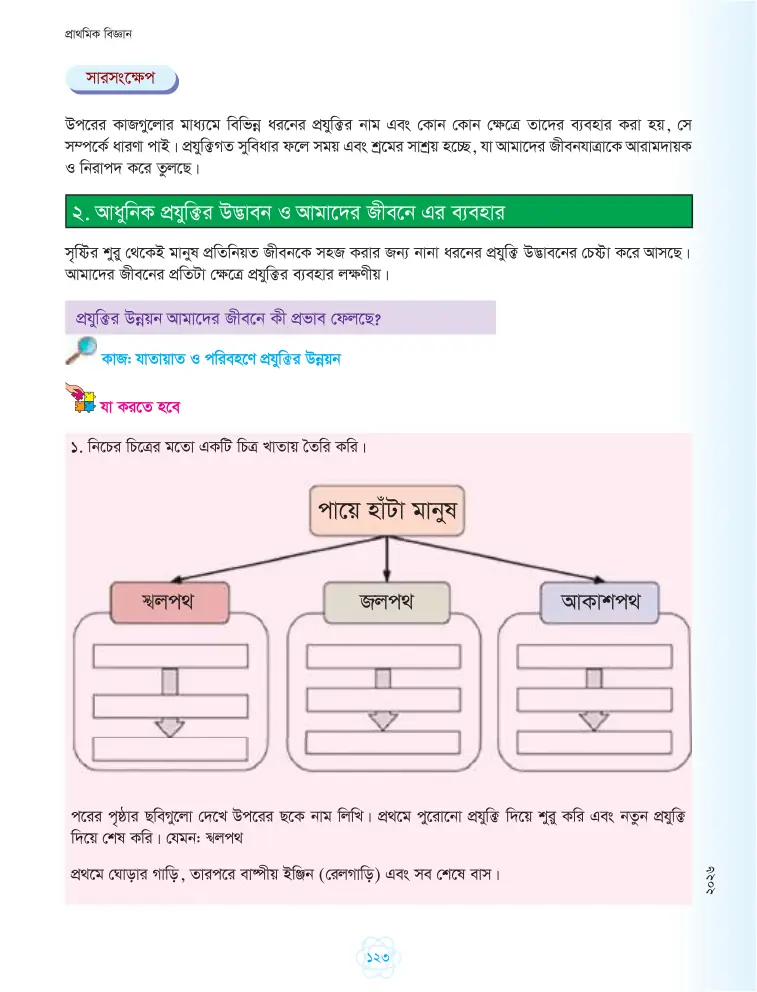 প্রাথমিক বিজ্ঞান
সারসংক্ষেপ
উপরের কাজগুলোর মাধ্যমে বিভিন্ন ধরনের প্রযুক্তির নাম এবং কোন কোন ক্ষেত্রে তাদের ব্যবহার করা হয়, সে
সম্পর্কে ধারণা পাই। প্রযুক্তিগত সুবিধার ফলে সময় এবং শ্রমের সাশ্রয় হচ্ছে, যা আমাদের জীবনযাত্রাকে আরামদায়ক
ও নিরাপদ করে তুলছে।
২. আধুনিক প্রযুক্তির উদ্ভাবন ও আমাদের জীবনে এর ব্যবহার
সৃষ্টির শুরু থেকেই মানুষ প্রতিনিয়ত জীবনকে সহজ করার জন্য নানা ধরনের প্রযুক্তি উদ্ভাবনের চেষ্টা করে আসছে।
আমাদের জীবনের প্রতিটা ক্ষেত্রে প্রযুক্তির ব্যবহার লক্ষণীয়।
প্রযুক্তির উন্নয়ন আমাদের জীবনে কী প্রভাব ফেলছে?
কাজ: যাতায়াত ও পরিবহণে প্রযুক্তির উন্নয়ন
যা করতে হবে
১. নিচের চিত্রের মতো একটি চিত্র খাতায় তৈরি করি।
পায়ে হাঁটা মানুষ
স্থলপথ
জলপথ
আকাশপথ
পরের পৃষ্ঠার ছবিগুলো দেখে উপরের ছকে নাম লিখি। প্রথমে পুরোনো প্রযুক্তি দিয়ে শুরু করি এবং নতুন প্রযুক্তি
দিয়ে শেষ করি। যেমন: স্থলপথ
প্রথমে ঘোড়ার গাড়ি, তারপরে বাষ্পীয় ইঞ্জিন (রেলগাড়ি) এবং সব শেষে বাস।
২০২৬
১২৩